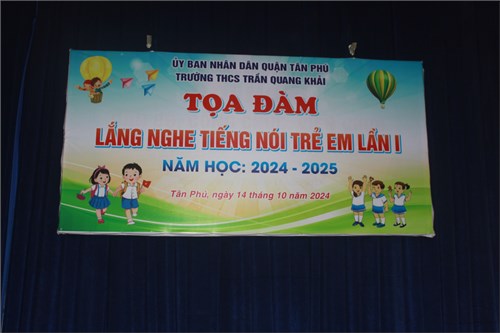 ỦY BAN NHÂN DÂN QUẬN TÂN PHÚ
TRƯỜNG THCS TRẦN QUANG KHẢI
TỌA ĐÀM
LẮNG NGHE TIẾNG NÓI TRẺ EM LẦN I
NĂM HỌC: 2024 - 2025
Tân Phú, ngày 14 tháng 10 năm 2024